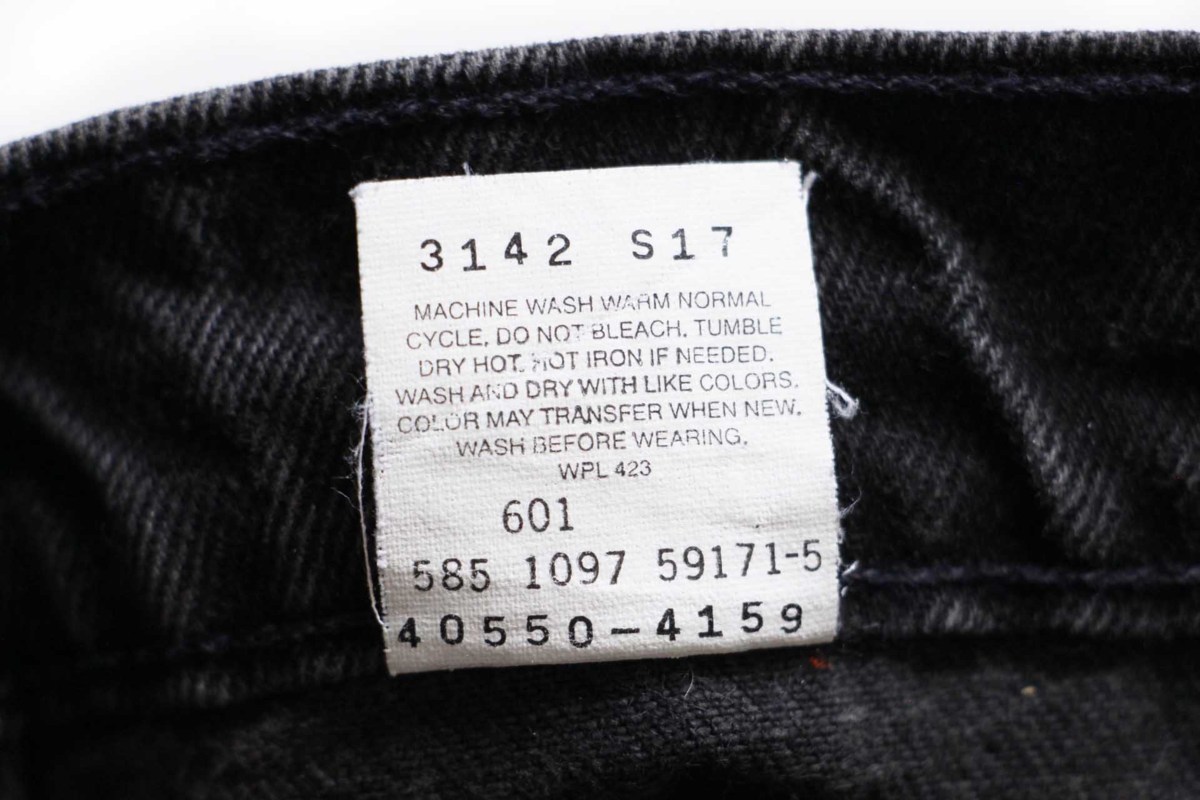 3142 S17
MACHINE WASH WARM NORMAL
CYCLE, DO NOT BLEACH. TUMBLE
DRY HOT. HOT IRON IF NEEDED.
WASH AND DRY WITH LIKE COLORS.
COLOR MAY TRANSFER WHEN NEW.
WASH BEFORE WEARING.
WPL 423
601
585 1097 59171-5
40550-4159